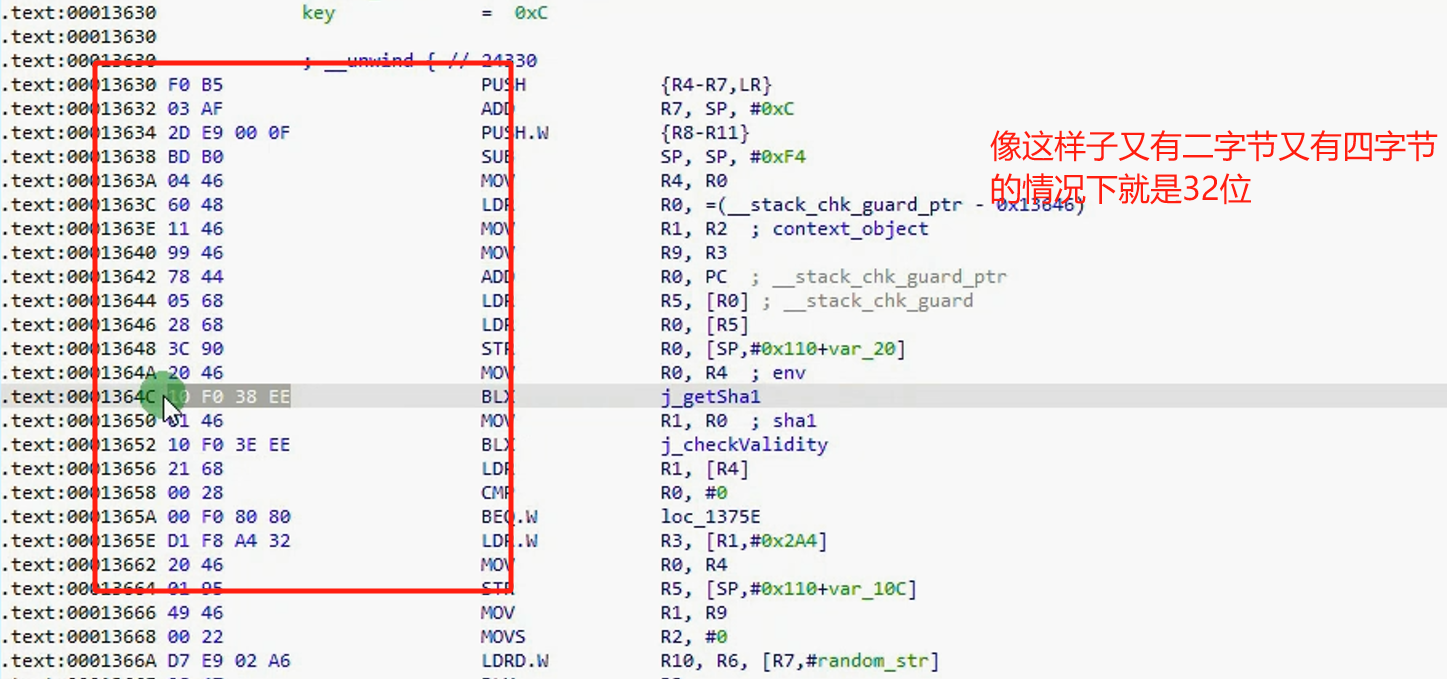 .text:00013630 key = 0xC
.text:00013630
.text:00013630 ; __unwind { // 24330
.text:00013630 F0 B5 PUSH {R4-R7,LR}
.text:00013632 03 AF ADD R7, SP, #0xC
.text:00013634 2D E9 00 0F PUSH.W {R8-R11}
.text:00013638 BD B0 SUB SP, SP, #0xF4
.text:0001363A 04 46 MOV R4, R0
.text:0001363C 60 48 LDR R0, =(__stack_chk_guard_ptr - 0x13646)
.text:0001363E 11 46 MOV R1, R2 ; context_object
.text:00013640 99 46 MOV R9, R3
.text:00013642 78 44 ADD R0, PC ; __stack_chk_guard_ptr
.text:00013644 05 68 LDR R5, [R0] ; __stack_chk_guard
.text:00013646 28 68 LDR R0, [R5]
.text:00013648 3C 90 STR R0, [SP,#0x110+var_20]
.text:0001364A 20 46 MOV R0, R4 ; env
.text:0001364C 10 F0 38 EE BLX j_getSha1
.text:00013650 01 46 MOV R1, R0 ; sha1
.text:00013652 10 F0 3E EE BLX j_checkValidity
.text:00013656 21 68 LDR R1, [R4]
.text:00013658 00 28 CMP R0, #0
.text:0001365A 00 F0 80 80 BEQ.W loc_1375E
.text:0001365E D1 F8 A4 32 LDR.W R3, [R1,#0x2A4]
.text:00013662 20 46 MOV R0, R4
.text:00013664 01 95 STR R5, [SP,#0x110+var_10C]
.text:00013666 49 46 MOV R1, R9
.text:00013668 00 22 MOVS R2, #0
.text:0001366A D7 E9 02 A6 LDRD.W R10, R6, [R7,#random_str]
像这样子又有二字节又有四字节
的情况下就是32位